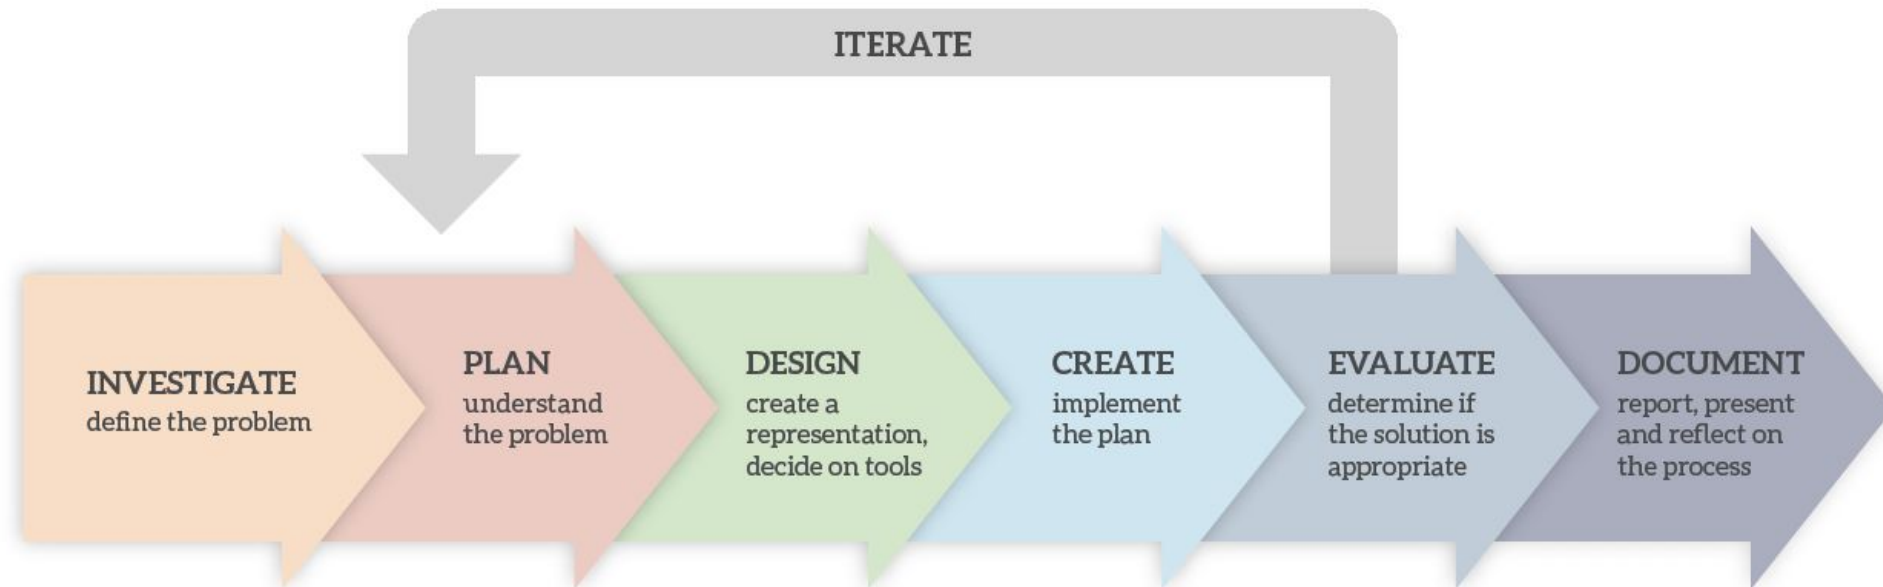 ITERATE
INVESTIGATE
define the problem
PLAN
understand
the problem
DESIGN
create a
representation,
decide on tools
CREATE
implement
the plan
EVALUATE
determine if
the solution is
appropriate
DOCUMENT
report, present
and reflect on
the process